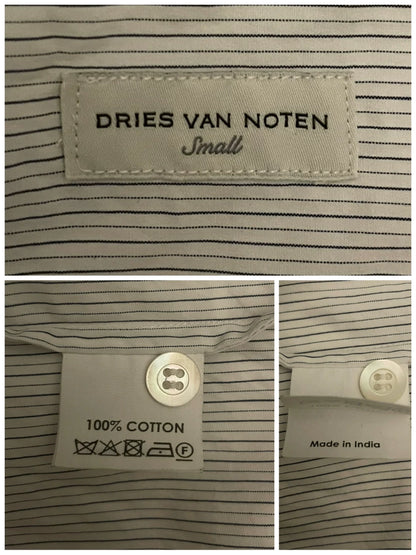 DRIES VAN NOTEN
Small
100% COTTON
F
Made in India